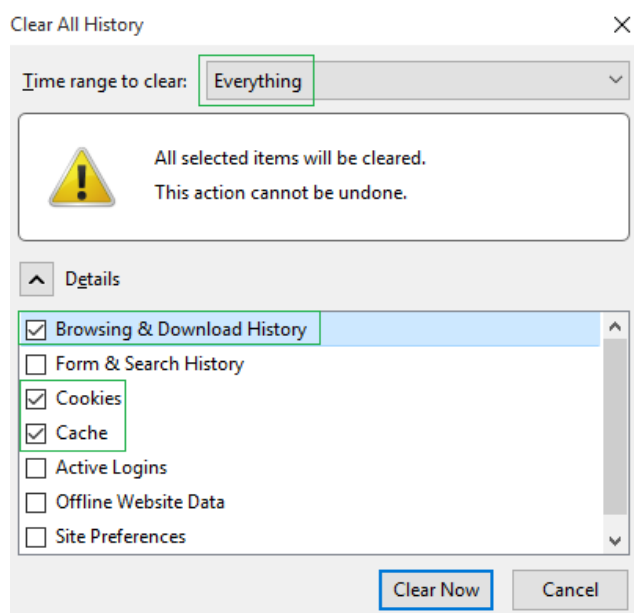 Clear All History
Time range to clear: Everything
All selected items will be cleared.
This action cannot be undone.
Details
Browsing & Download History
Form & Search History
Cookies
Cache
Active Logins
Offline Website Data
Site Preferences
Clear Now Cancel